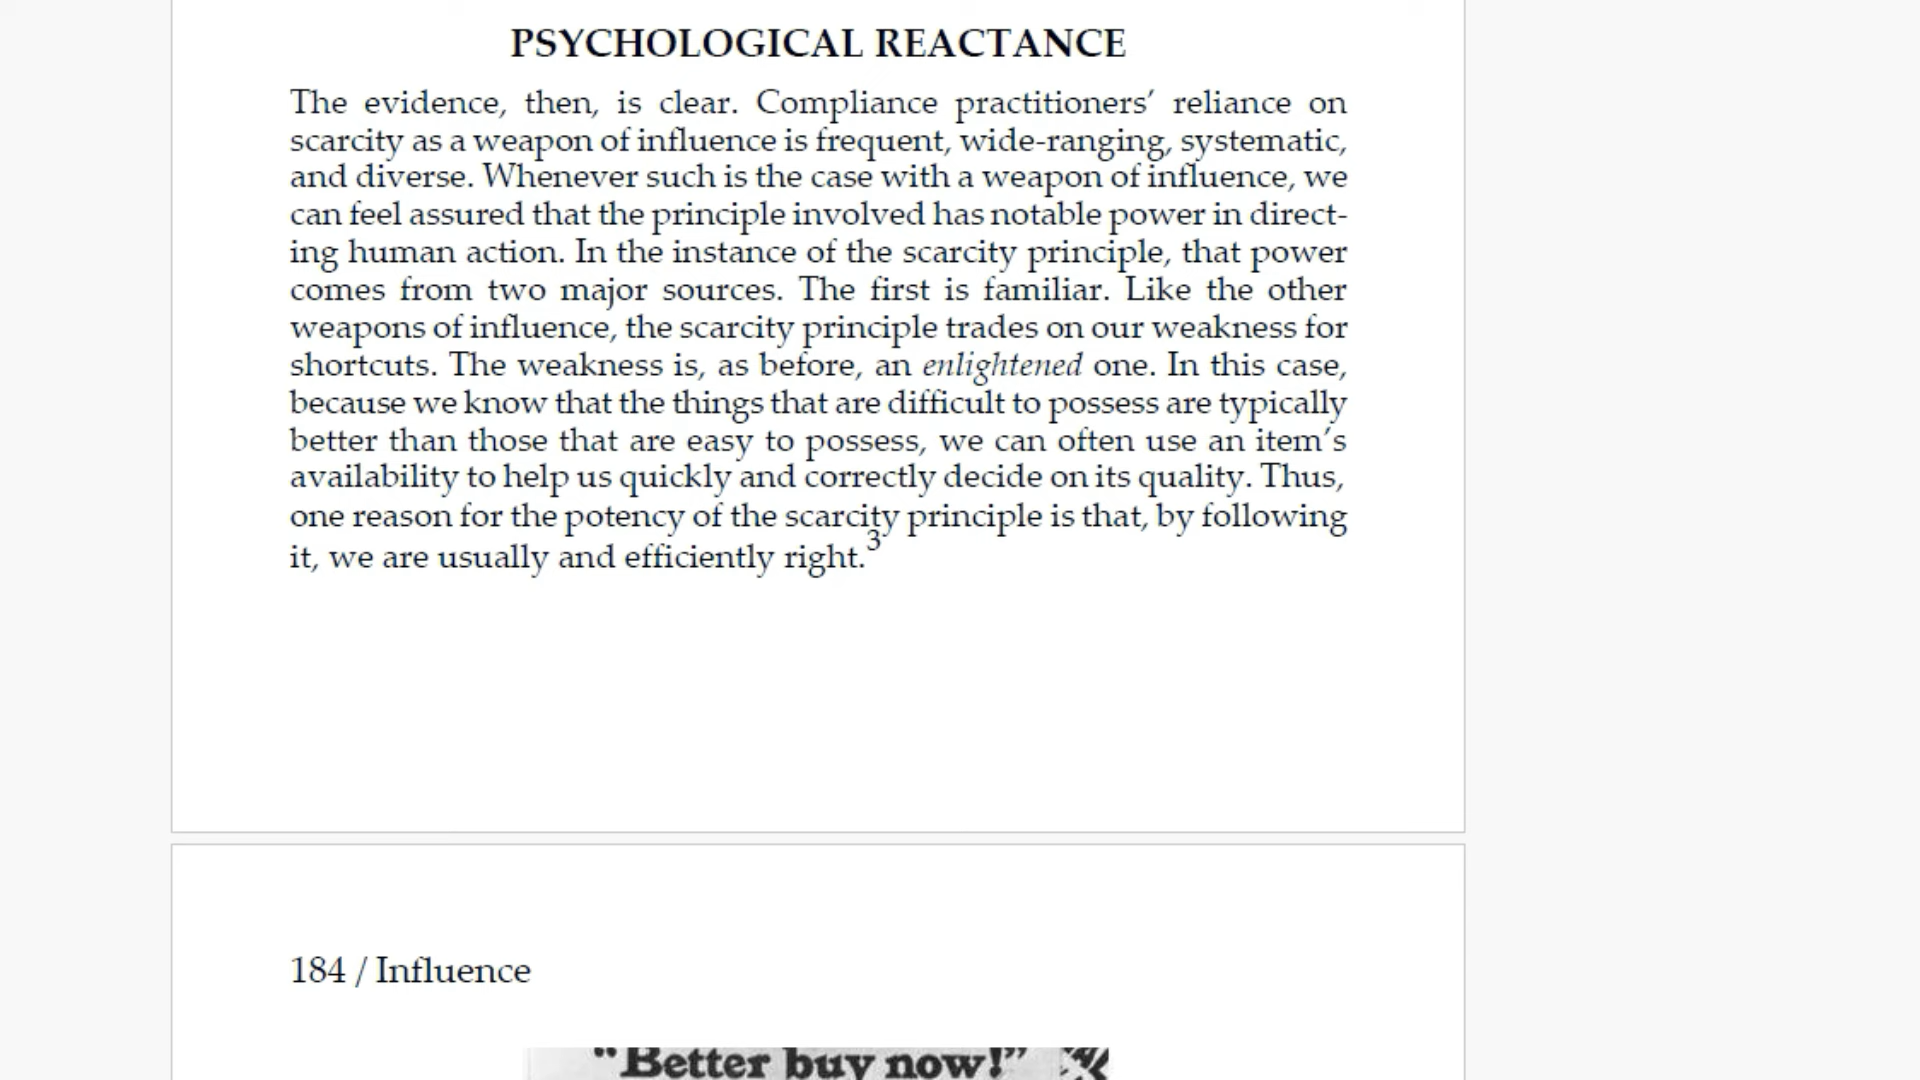 PSYCHOLOGICAL REACTANCE
The evidence, then, is clear. Compliance practitioners’ reliance on
scarcity as a weapon of influence is frequent, wide-ranging, systematic,
and diverse. Whenever such is the case with a weapon of influence, we
can feel assured that the principle involved has notable power in direct-
ing human action. In the instance of the scarcity principle, that power
comes from two major sources. The first is familiar. Like the other
weapons of influence, the scarcity principle trades on our weakness for
shortcuts. The weakness is, as before, an enlightened one. In this case,
because we know that the things that are difficult to possess are typically
better than those that are easy to possess, we can often use an item’s
availability to help us quickly and correctly decide on its quality. Thus,
one reason for the potency of the scarcity principle is that, by following
it, we are usually and efficiently right.3
184 / Influence
“Better buy now!”